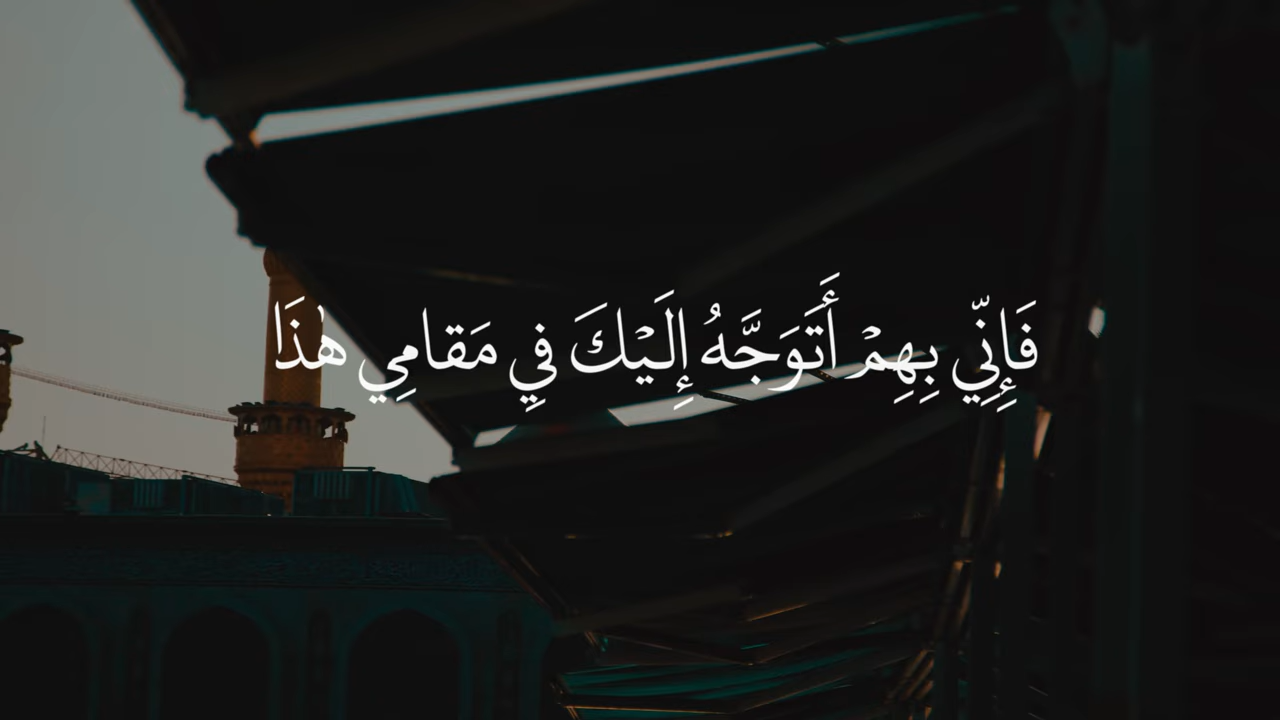 فَإِنِّي بِهِمْ أَتَوَجَّهُ إِلَيْكَ فِي مَقامِي هٰذَا